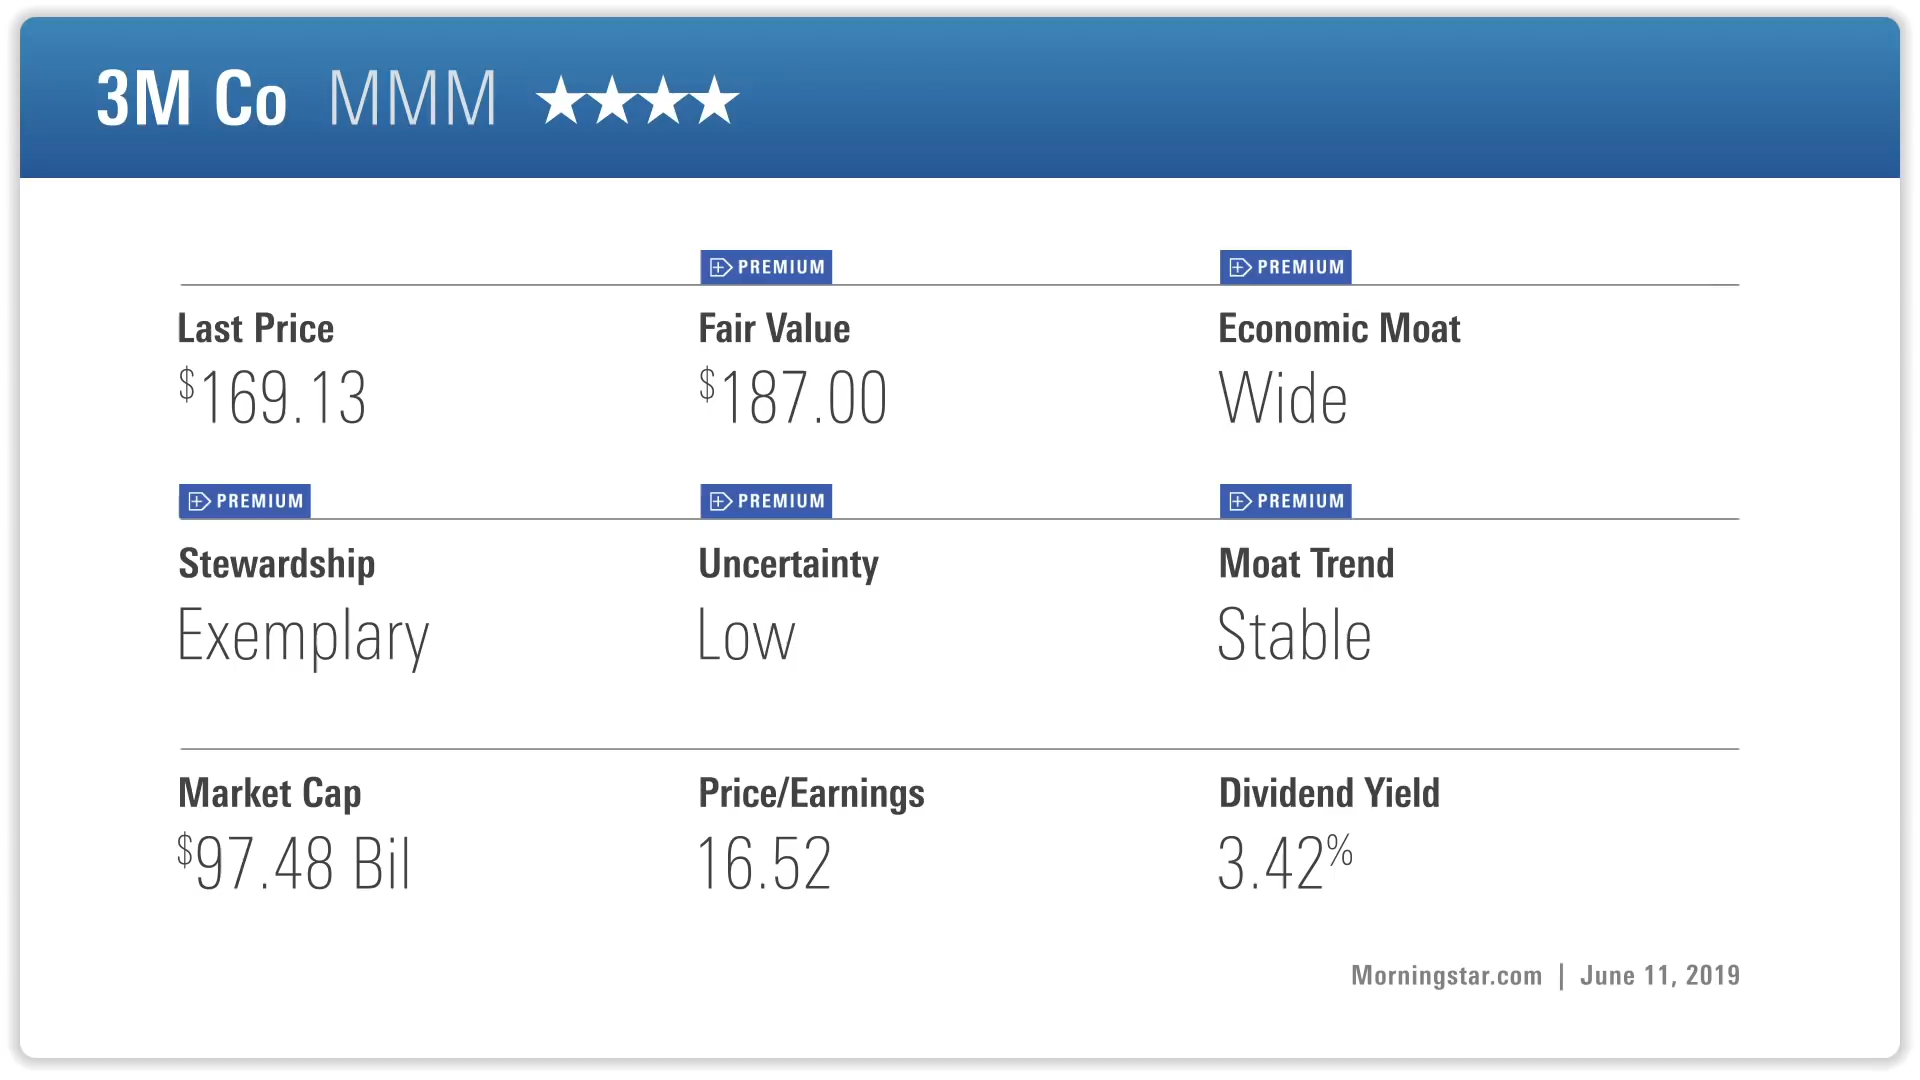 3M Co MMM ★★★★
PREMIUM PREMIUM
Last Price Fair Value Economic Moat
$169.13 $187.00 Wide
PREMIUM PREMIUM PREMIUM
Stewardship Uncertainty Moat Trend
Exemplary Low Stable
Market Cap Price/Earnings Dividend Yield
$97.48 Bil 16.52 3.42%
Morningstar.com | June 11, 2019